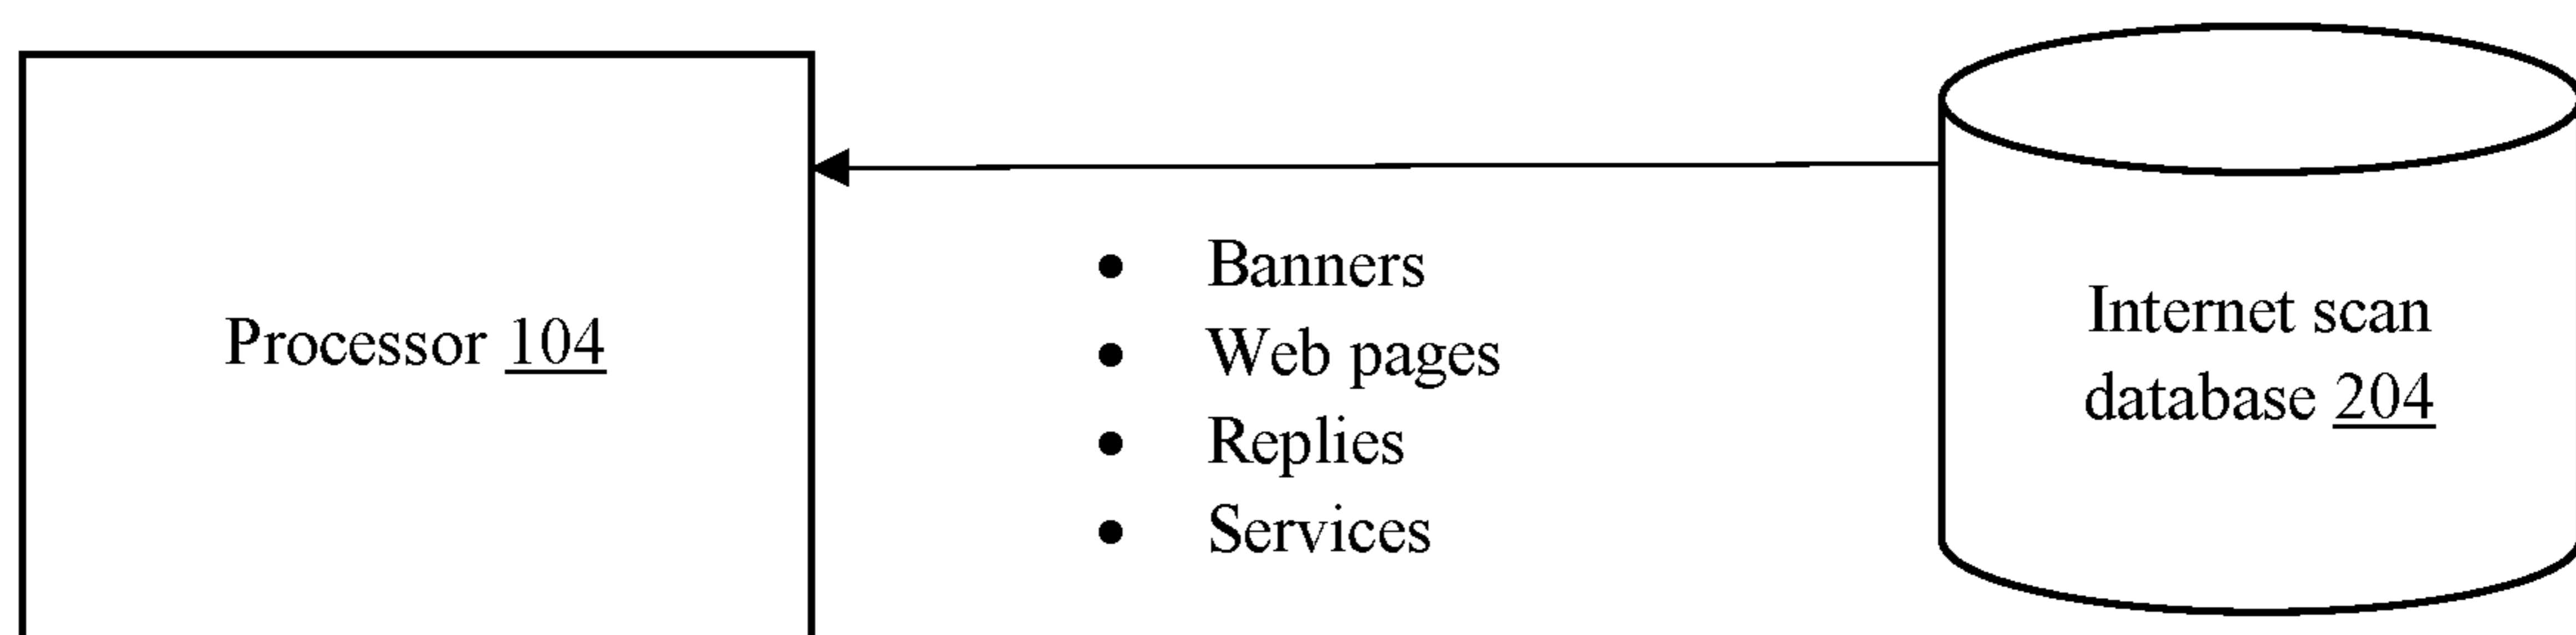 Processor 104
• Banners
• Web pages
• Replies
• Services
Internet scan
database 204